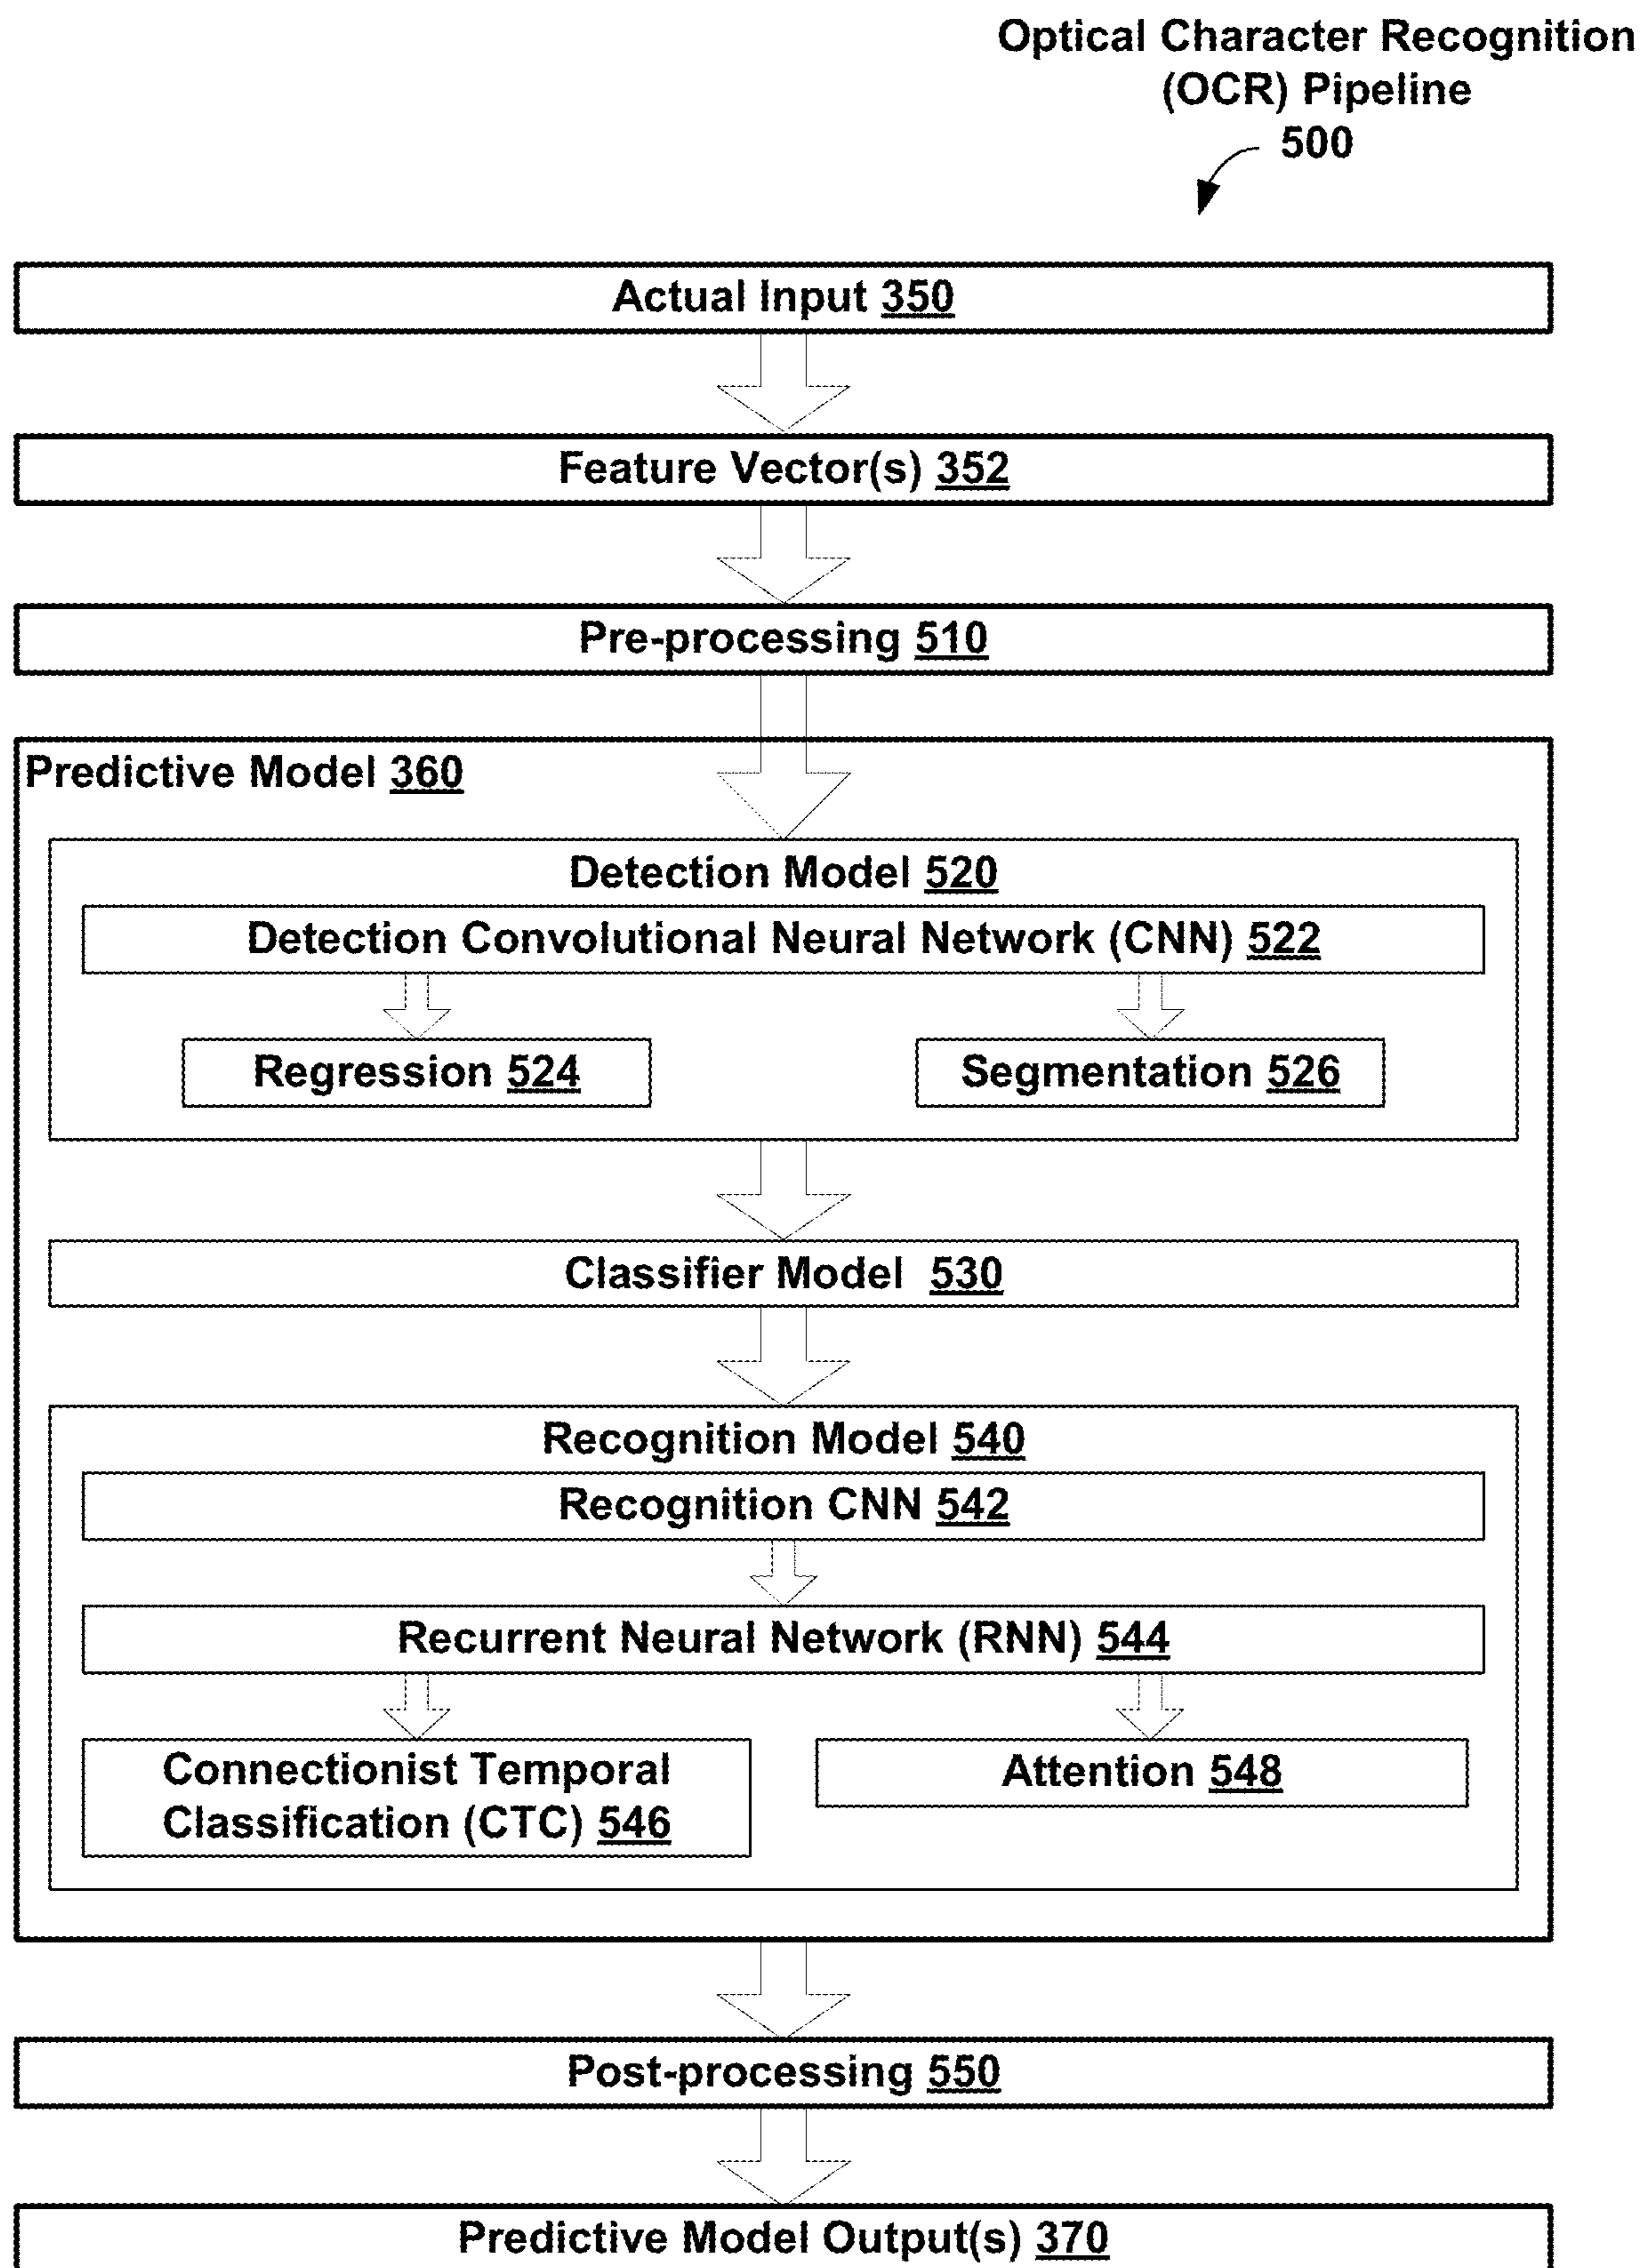 Optical Character Recognition
(OCR) Pipeline
500
Actual Input 350
Feature Vector(s) 352
Pre-processing 510
Predictive Model 360
Detection Model 520
Detection Convolutional Neural Network (CNN) 522
Regression 524
Segmentation 526
Classifier Model 530
Recognition Model 540
Recognition CNN 542
Recurrent Neural Network (RNN) 544
Connectionist Temporal
Classification (CTC) 546
Attention 548
Post-processing 550
Predictive Model Output(s) 370